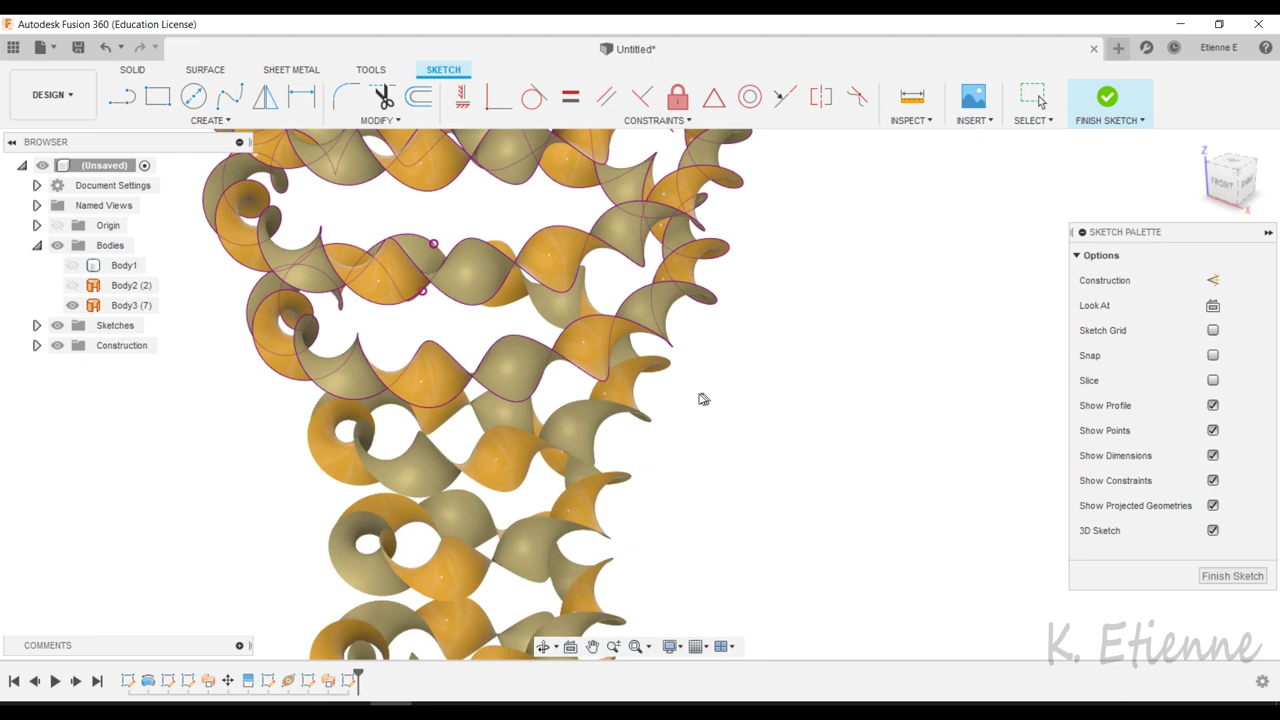 Autodesk Fusion 360 (Education License)
Untitled*
Etienne E
DESIGN
SOLID SURFACE SHEET METAL TOOLS SKETCH
CREATE MODIFY CONSTRAINTS INSPECT INSERT SELECT FINISH SKETCH
BROWSER
(Unsaved)
Document Settings
Named Views
Origin
Bodies
Body1
Body2 (2)
Body3 (7)
Sketches
Construction
Z
FRONT
X
SKETCH PALETTE
Options
Construction
Look At
Sketch Grid
Snap
Slice
Show Profile
Show Points
Show Dimensions
Show Constraints
Show Projected Geometries
3D Sketch
Finish Sketch
COMMENTS
K. Etienne